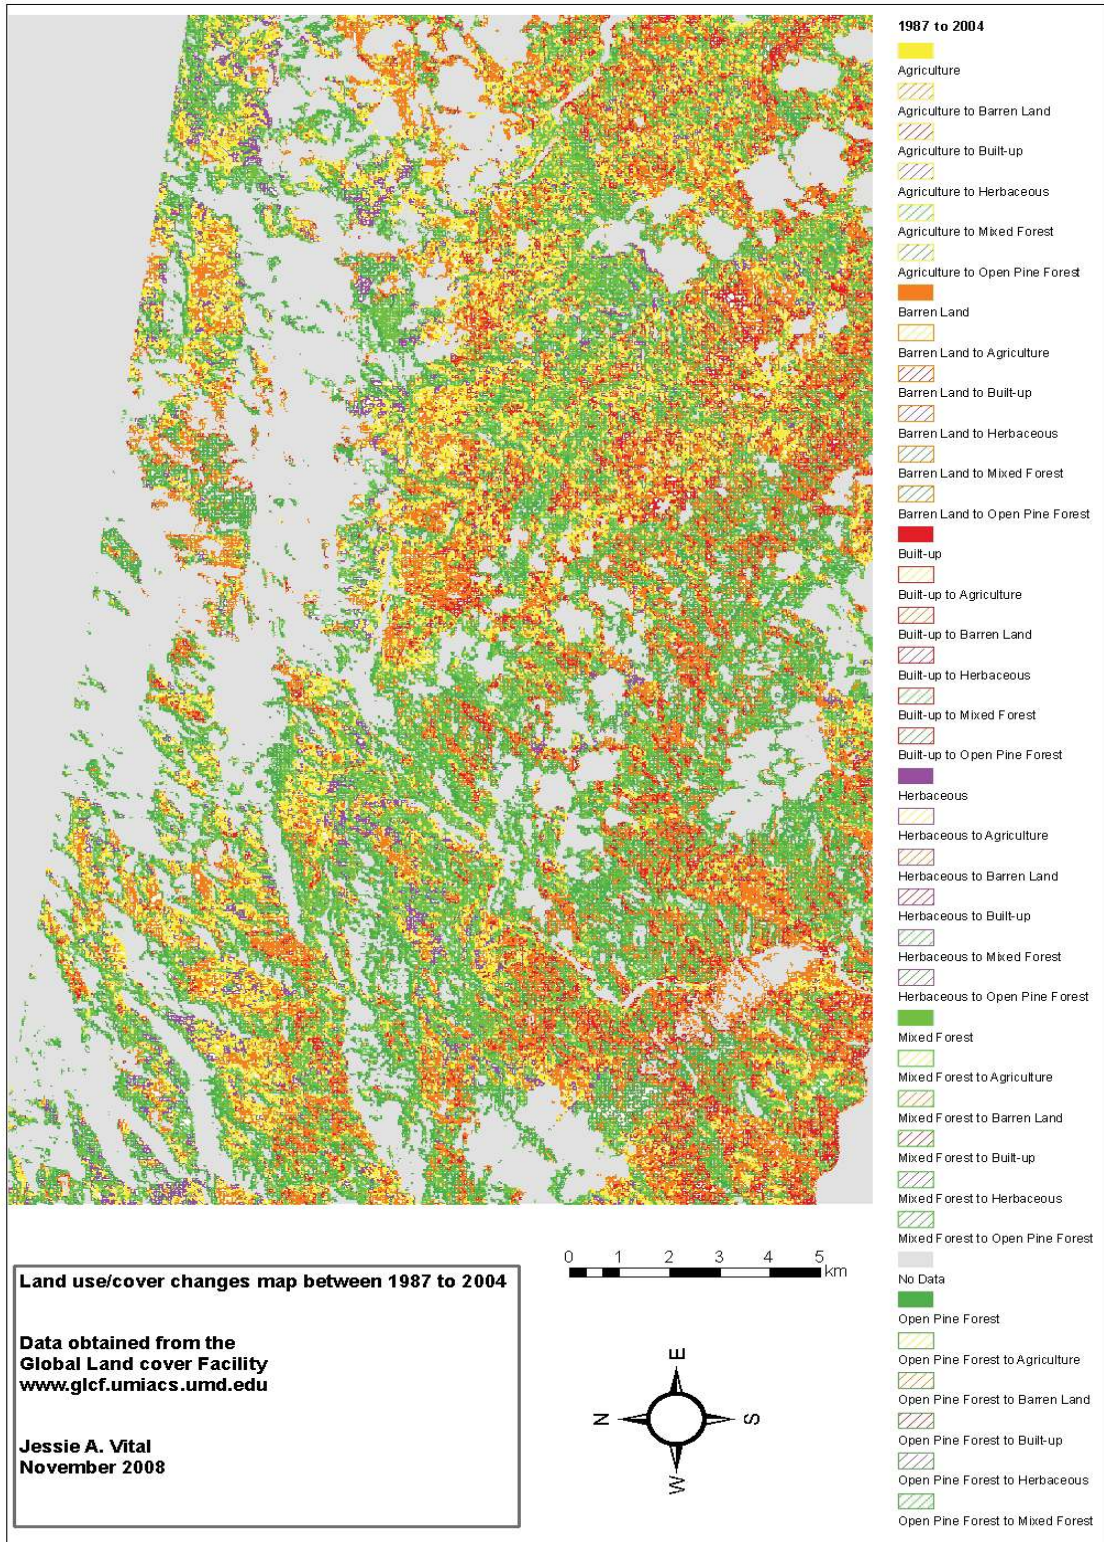 1987 to 2004
Agriculture
Agriculture to Barren Land
Agriculture to Built-up
Agriculture to Herbaceous
Agriculture to Mixed Forest
Agriculture to Open Pine Forest
Barren Land
Barren Land to Agriculture
Barren Land to Built-up
Barren Land to Herbaceous
Barren Land to Mixed Forest
Barren Land to Open Pine Forest
Built-up
Built-up to Agriculture
Built-up to Barren Land
Built-up to Herbaceous
Built-up to Mixed Forest
Built-up to Open Pine Forest
Herbaceous
Herbaceous to Agriculture
Herbaceous to Barren Land
Herbaceous to Built-up
Herbaceous to Mixed Forest
Herbaceous to Open Pine Forest
Mixed Forest
Mixed Forest to Agriculture
Mixed Forest to Barren Land
Mixed Forest to Built-up
Mixed Forest to Herbaceous
Mixed Forest to Open Pine Forest
No Data
Open Pine Forest
Open Pine Forest to Agriculture
Open Pine Forest to Barren Land
Open Pine Forest to Built-up
Open Pine Forest to Herbaceous
Open Pine Forest to Mixed Forest
Land use/cover changes map between 1987 to 2004
Data obtained from the
Global Land cover Facility
www.glcf.umiacs.umd.edu
Jessie A. Vital
November 2008
0 1 2 3 4 5
km
E
N S
W